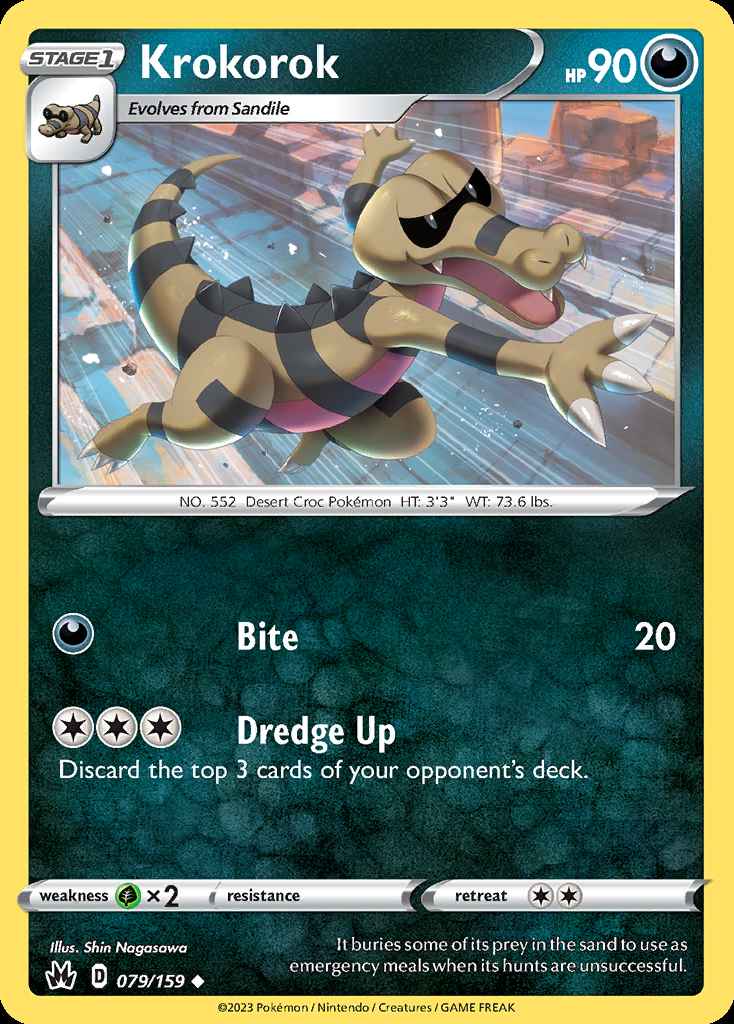 STAGE1
Krokorok
HP90
Evolves from Sandile
NO. 552 Desert Croc Pokémon HT: 3'3" WT: 73.6 lbs.
Bite 20
Dredge Up
Discard the top 3 cards of your opponent's deck.
weakness ×2 resistance retreat
Illus. Shin Nagasawa
It buries some of its prey in the sand to use as
emergency meals when its hunts are unsuccessful.
D 079/159
©2023 Pokémon / Nintendo / Creatures / GAME FREAK